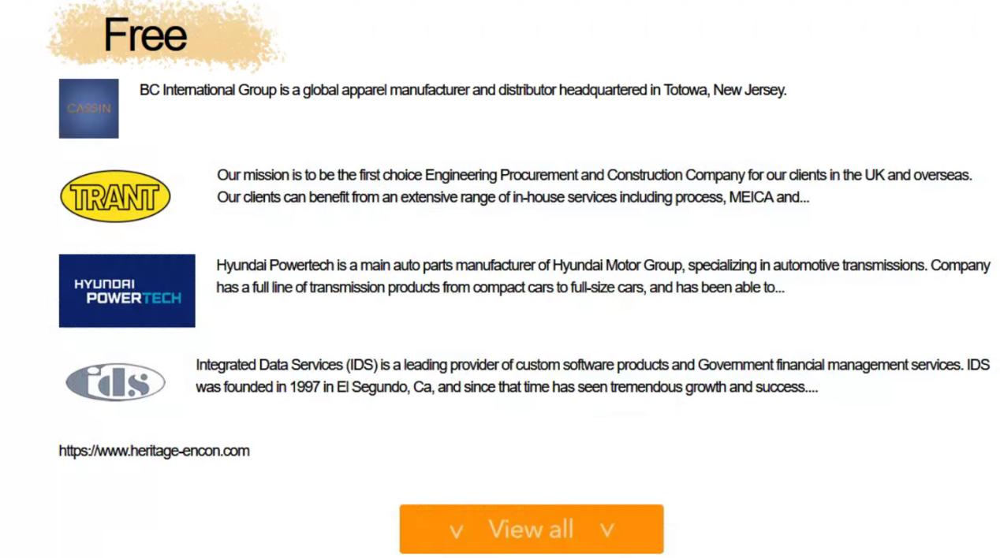 Free
CASSIN
BC International Group is a global apparel manufacturer and distributor headquartered in Totowa, New Jersey.
TRANT
Our mission is to be the first choice Engineering Procurement and Construction Company for our clients in the UK and overseas.
Our clients can benefit from an extensive range of in-house services including process, MEICA and...
HYUNDAI
POWERTECH
Hyundai Powertech is a main auto parts manufacturer of Hyundai Motor Group, specializing in automotive transmissions. Company
has a full line of transmission products from compact cars to full-size cars, and has been able to...
ids
Integrated Data Services (IDS) is a leading provider of custom software products and Government financial management services. IDS
was founded in 1997 in El Segundo, Ca, and since that time has seen tremendous growth and success....
https://www.heritage-encon.com
View all